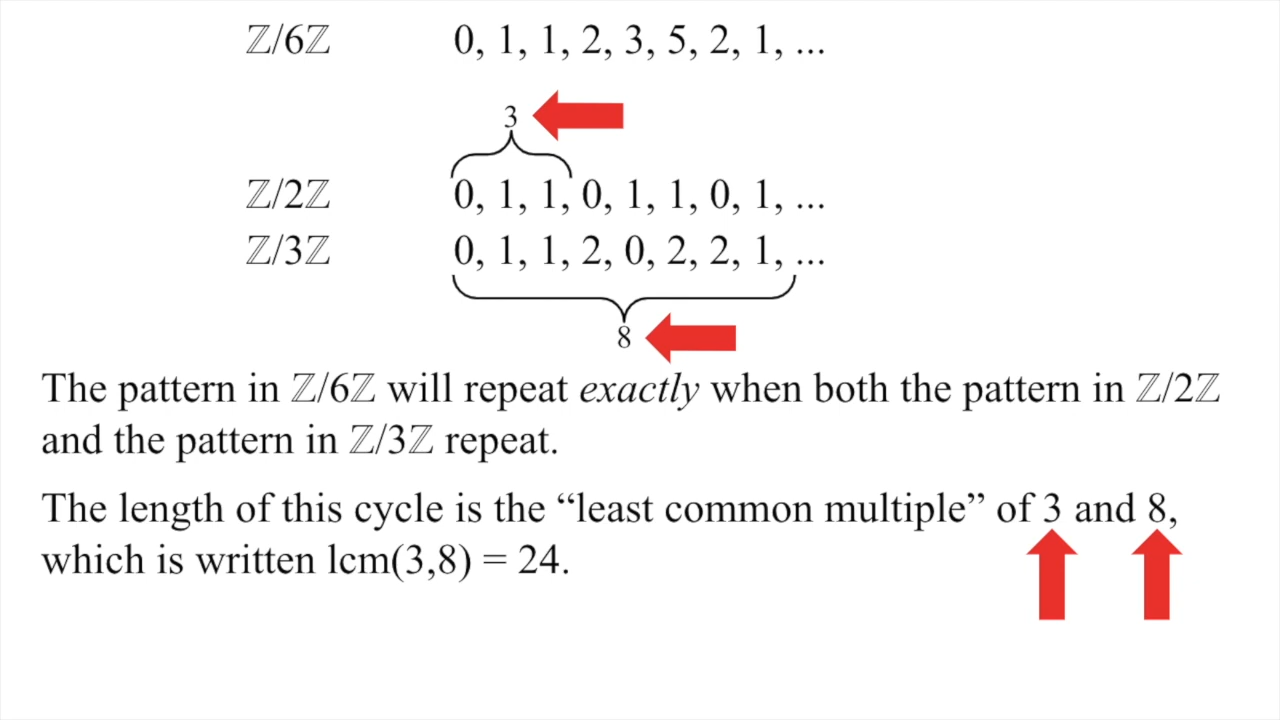 ℤ/6ℤ 0, 1, 1, 2, 3, 5, 2, 1, ...
3
ℤ/2ℤ 0, 1, 1, 0, 1, 1, 0, 1, ...
ℤ/3ℤ 0, 1, 1, 2, 0, 2, 2, 1, ...
8
The pattern in ℤ/6ℤ will repeat exactly when both the pattern in ℤ/2ℤ
and the pattern in ℤ/3ℤ repeat.
The length of this cycle is the “least common multiple” of 3 and 8,
which is written lcm(3,8) = 24.